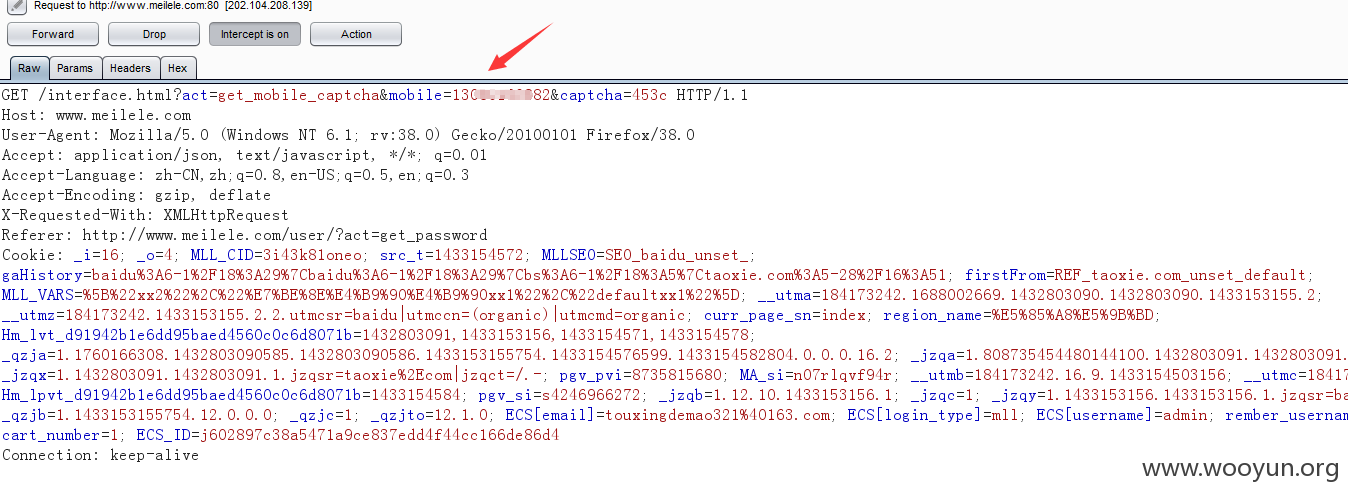 Request to http://www.meilele.com:80 [202.104.208.139]
Forward Drop Intercept is on Action
Raw Params Headers Hex
GET /interface.html?act=get_mobile_captcha&mobile=130 82&captcha=453c HTTP/1.1
Host: www.meilele.com
User-Agent: Mozilla/5.0 (Windows NT 6.1; rv:38.0) Gecko/20100101 Firefox/38.0
Accept: application/json, text/javascript, */*; q=0.01
Accept-Language: zh-CN,zh;q=0.8,en-US;q=0.5,en;q=0.3
Accept-Encoding: gzip, deflate
X-Requested-With: XMLHttpRequest
Referer: http://www.meilele.com/user/?act=get_password
Cookie: _i=16; _o=4; MLL_CID=3i43k81oneo; src_t=1433154572; MLLSEO=SEO_baidu_unset_;
gaHistory=baidu%3A6-1%2F18%3A29%7Cbaidu%3A6-1%2F18%3A29%7Cbs%3A6-1%2F18%3A5%7Ctaoxie.com%3A5-28%2F16%3A51; firstFrom=REF_taoxie.com_unset_default;
MLL_VARS=%5B%22xx2%22%2C%22%E7%BE%8E%E4%B9%90%E4%B9%90xx1%22%2C%22defaultxx1%22%5D; __utma=184173242.1688002669.1432803090.1432803090.1433153155.2;
__utmz=184173242.1433153155.2.2.utmcsr=baidu|utmccn=(organic)|utmcmd=organic; curr_page_sn=index; region_name=%E5%85%A8%E5%9B%BD;
Hm_lvt_d91942b1e6dd95baed4560c0c6d8071b=1432803091,1433153156,1433154571,1433154578;
_qzja=1.1760166308.1432803090585.1432803090586.1433153155754.1433154576599.1433154582804.0.0.0.16.2; _jzqa=1.808735454480144100.1432803091.1432803091.
_jzqx=1.1432803091.1432803091.1.jzqsr=taoxie%2Ecom|jzqct=/.-; pgv_pvi=8735815680; MA_si=n07rlqvf94r; __utmb=184173242.16.9.1433154503156; __utmc=18417
Hm_lpvt_d91942b1e6dd95baed4560c0c6d8071b=1433154584; pgv_si=s4246966272; _jzqb=1.12.10.1433153156.1; _jzqc=1; _jzqy=1.1433153156.1433153156.1.jzqsr=ba
_qzjb=1.1433153155754.12.0.0.0; _qzjc=1; _qzjto=12.1.0; ECS[email]=touxingdemao321%40163.com; ECS[login_type]=mll; ECS[username]=admin; rember_usernam
cart_number=1; ECS_ID=j602897c38a5471a9ce837edd4f44cc166de86d4
Connection: keep-alive
www.wooyun.org